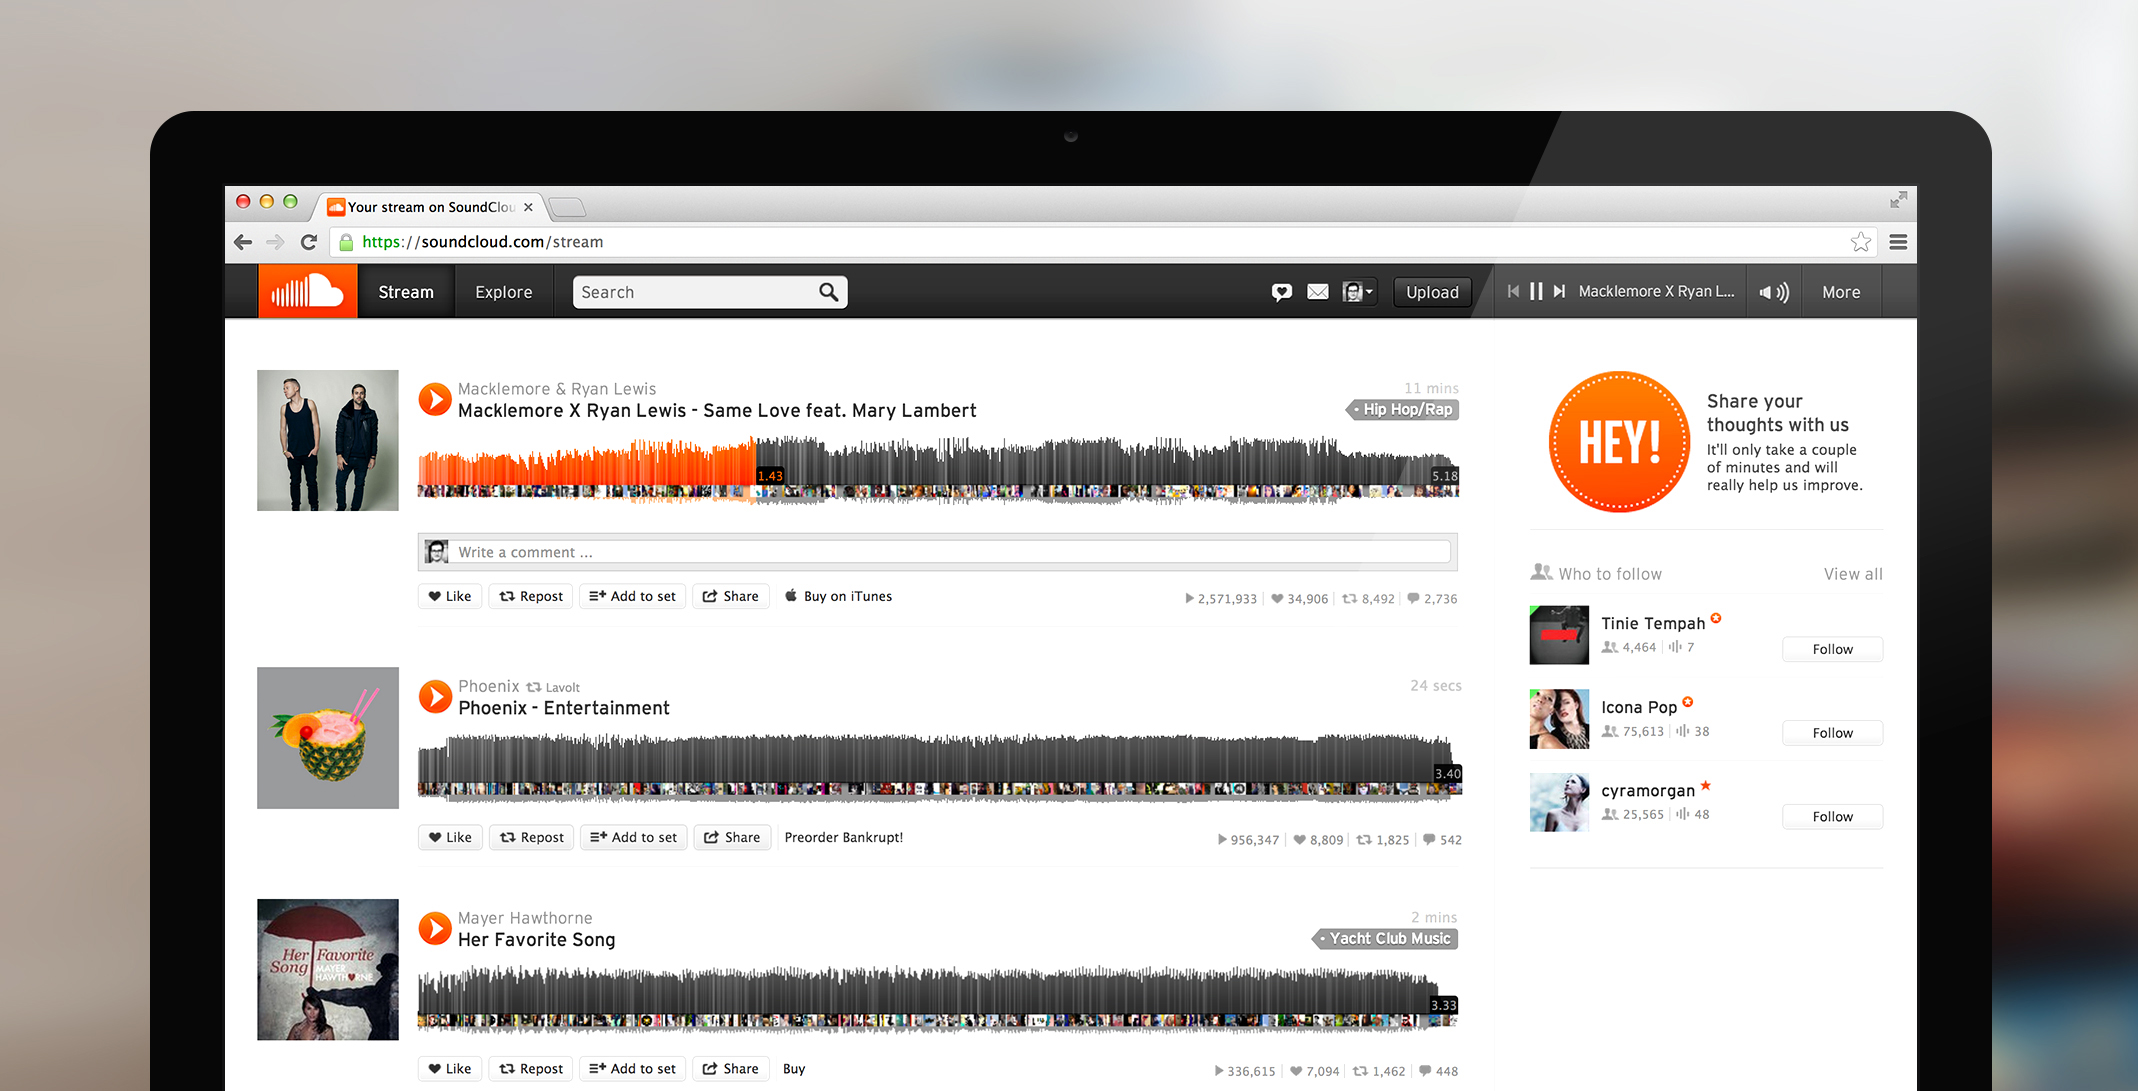 Your stream on SoundClou
https://soundcloud.com/stream
Stream
Explore
Search
Upload
Macklemore X Ryan L...
More
Macklemore & Ryan Lewis
11 mins
Macklemore X Ryan Lewis - Same Love feat. Mary Lambert
Hip Hop/Rap
1.43
5.18
Write a comment ...
Like
Repost
Add to set
Share
Buy on iTunes
2,571,933
34,906
8,492
2,736
Phoenix
Lavolt
24 secs
Phoenix - Entertainment
3.40
Like
Repost
Add to set
Share
Preorder Bankrupt!
956,347
8,809
1,825
542
Her Favorite
Song
MAYER
HAWTHORNE
Mayer Hawthorne
2 mins
Her Favorite Song
Yacht Club Music
3.33
Like
Repost
Add to set
Share
Buy
336,615
7,094
1,462
448
HEY!
Share your
thoughts with us
It'll only take a couple
of minutes and will
really help us improve.
Who to follow
View all
Tinie Tempah
4,464
7
Follow
Icona Pop
75,613
38
Follow
cyramorgan
25,565
48
Follow